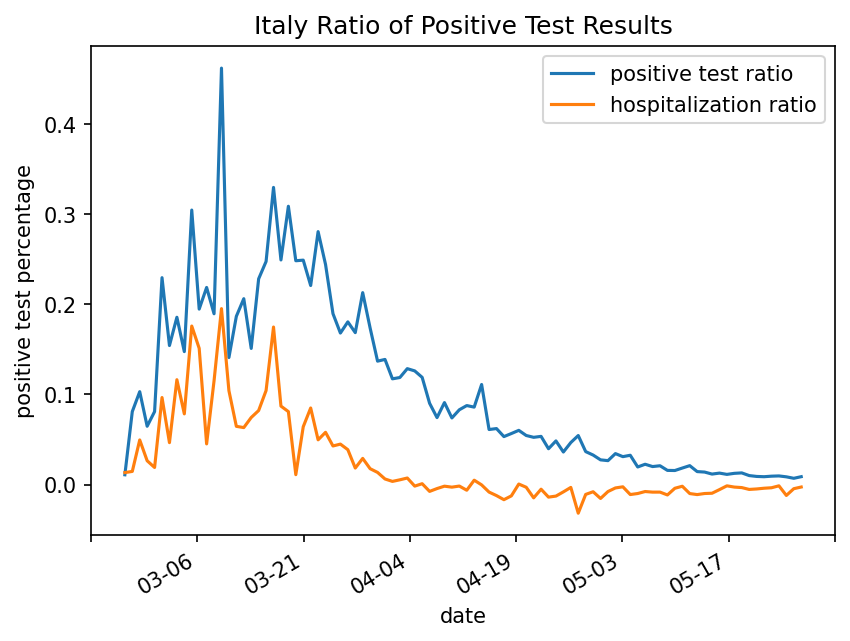 Italy Ratio of Positive Test Results
positive test ratio
hospitalization ratio
positive test percentage
0.4
0.3
0.2
0.1
0.0
03-06
03-21
04-04
04-19
05-03
05-17
date